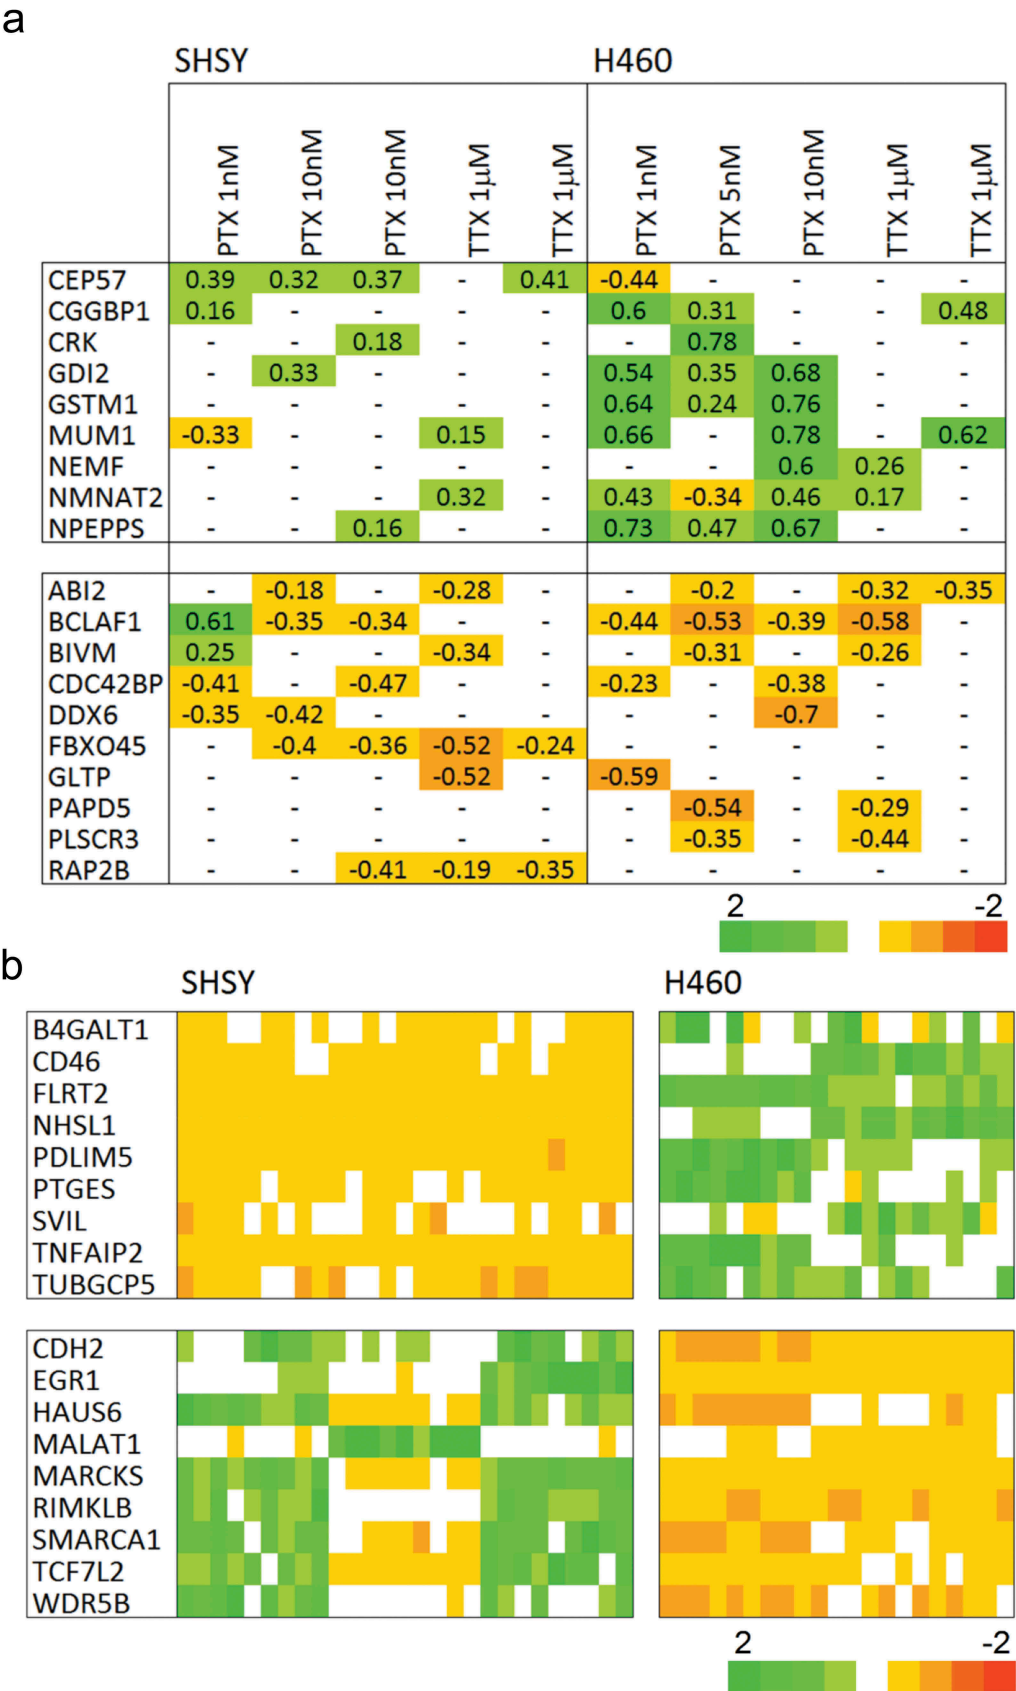 a
SHSY H460
PTX 1nM PTX 10nM PTX 10nM TTX 1µM TTX 1µM PTX 1nM PTX 5nM PTX 10nM TTX 1µM TTX 1µM
CEP57 0.39 0.32 0.37 - 0.41 -0.44 - - - -
CGGBP1 0.16 - - - - 0.6 0.31 - - 0.48
CRK - - 0.18 - - - 0.78 - - -
GDI2 - 0.33 - - - 0.54 0.35 0.68 - -
GSTM1 - - - - - 0.64 0.24 0.76 - -
MUM1 -0.33 - - 0.15 - 0.66 - 0.78 - 0.62
NEMF - - - - - - - 0.6 0.26 -
NMNAT2 - - - 0.32 - 0.43 -0.34 0.46 0.17 -
NPEPPS - - 0.16 - - 0.73 0.47 0.67 - -
ABI2 - -0.18 - -0.28 - - -0.2 - -0.32 -0.35
BCLAF1 0.61 -0.35 -0.34 - - -0.44 -0.53 -0.39 -0.58 -
BIVM 0.25 - - -0.34 - - -0.31 - -0.26 -
CDC42BP -0.41 - -0.47 - - -0.23 - -0.38 - -
DDX6 -0.35 -0.42 - - - - - -0.7 - -
FBXO45 - -0.4 -0.36 -0.52 -0.24 - - - - -
GLTP - - - -0.52 - -0.59 - - - -
PAPD5 - - - - - - -0.54 - -0.29 -
PLSCR3 - - - - - - -0.35 - -0.44 -
RAP2B - - -0.41 -0.19 -0.35 - - - - -
2 -2
b
SHSY H460
B4GALT1
CD46
FLRT2
NHSL1
PDLIM5
PTGES
SVIL
TNFAIP2
TUBGCP5
CDH2
EGR1
HAUS6
MALAT1
MARCKS
RIMKLB
SMARCA1
TCF7L2
WDR5B
2 -2